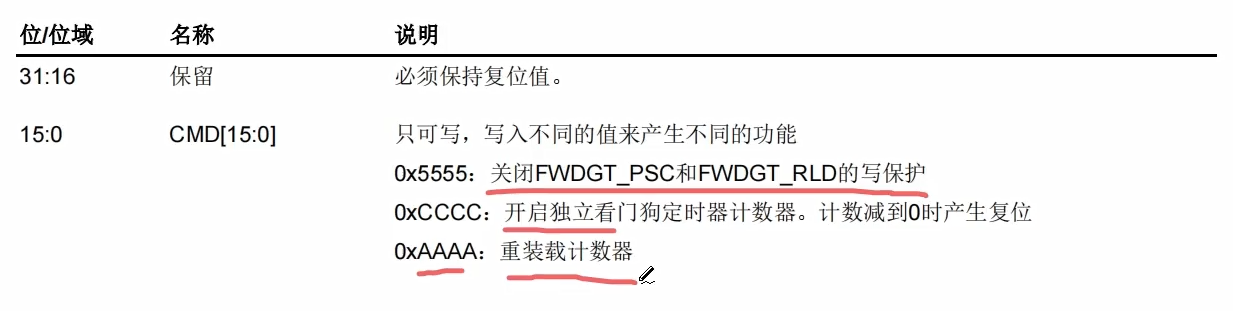 位/位域 名称 说明
31:16 保留 必须保持复位值。
15:0 CMD[15:0] 只可写，写入不同的值来产生不同的功能
0x5555：关闭FWDGT_PSC和FWDGT_RLD的写保护
0xCCCC：开启独立看门狗定时器计数器。计数减到0时产生复位
0xAAAA：重装载计数器